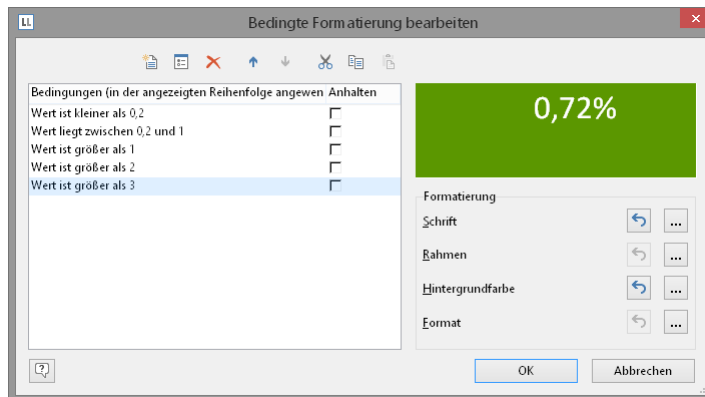 LL
Bedingte Formatierung bearbeiten
Bedingungen (in der angezeigten Reihenfolge angewen Anhalten
Wert ist kleiner als 0,2
Wert liegt zwischen 0,2 und 1
Wert ist größer als 1
Wert ist größer als 2
Wert ist größer als 3
0,72%
Formatierung
Schrift
...
Rahmen
...
Hintergrundfarbe
...
Format
...
?
OK
Abbrechen